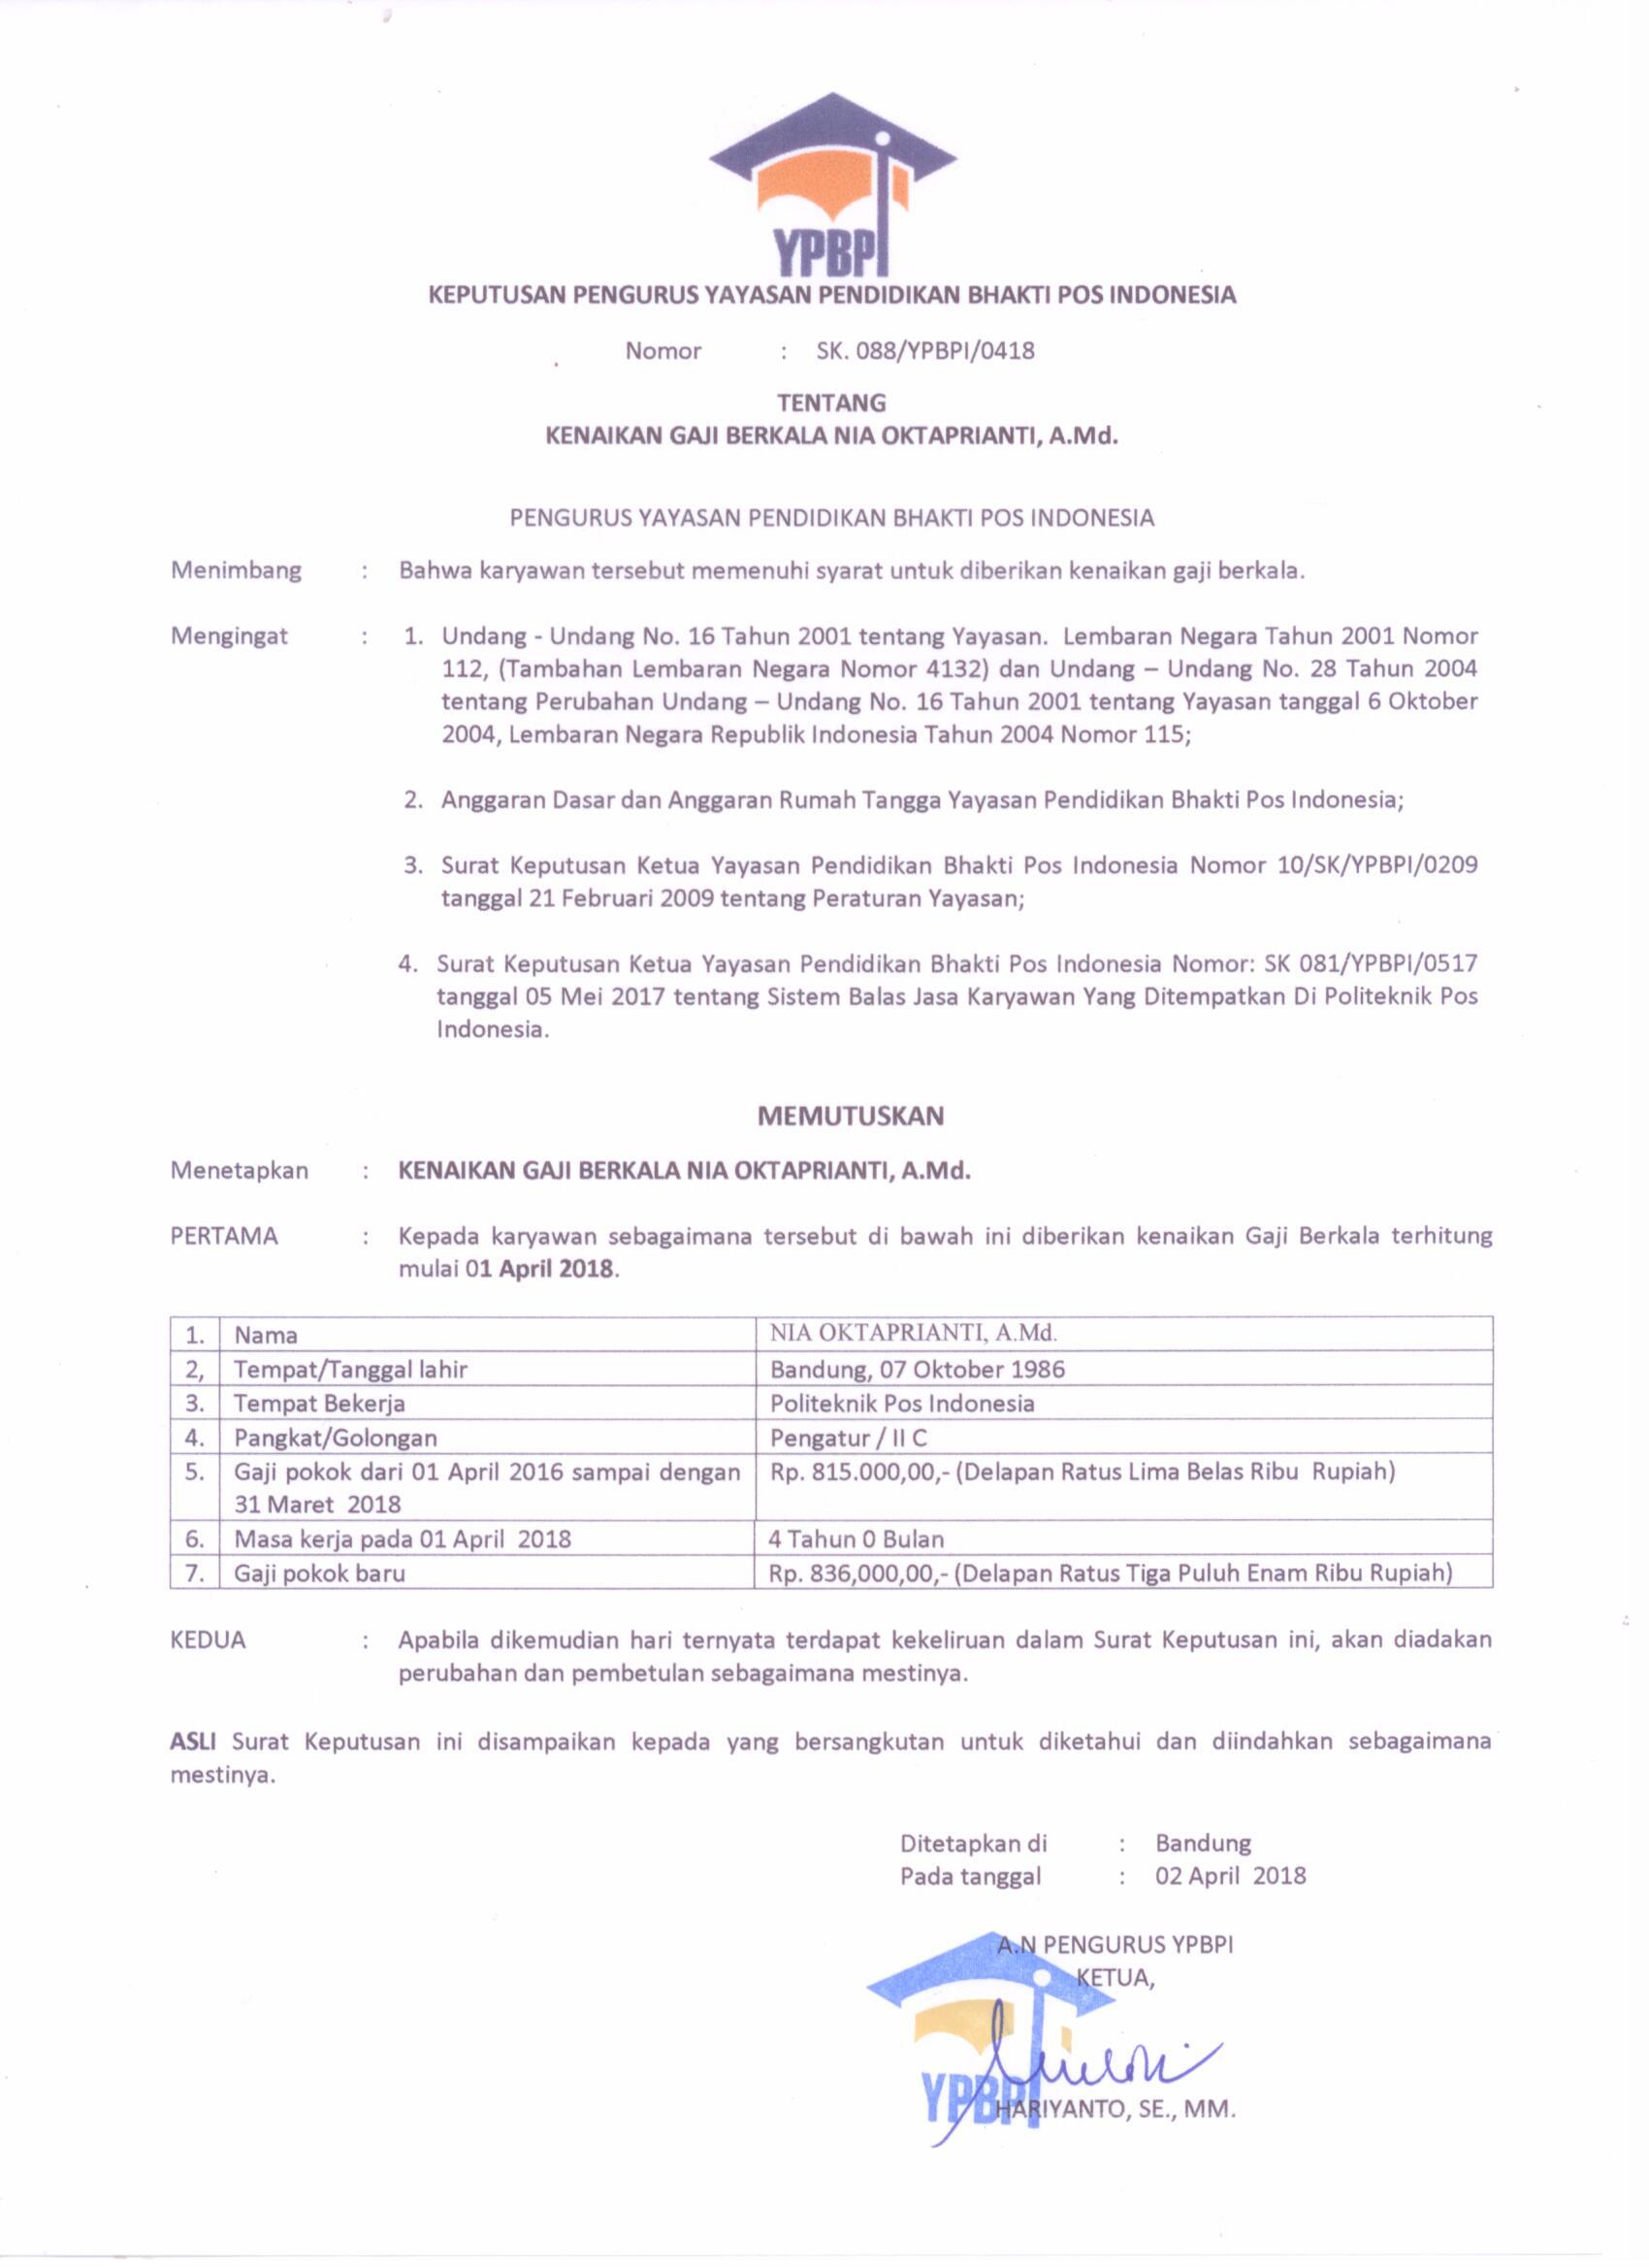 YPBPI
KEPUTUSAN PENGURUS YAYASAN PENDIDIKAN BHAKTI POS INDONESIA
Nomor : SK. 088/YPBPI/0418
TENTANG
KENAIKAN GAJI BERKALA NIA OKTAPRIANTI, A.Md.
PENGURUS YAYASAN PENDIDIKAN BHAKTI POS INDONESIA
Menimbang : Bahwa karyawan tersebut memenuhi syarat untuk diberikan kenaikan gaji berkala.
Mengingat : 1. Undang - Undang No. 16 Tahun 2001 tentang Yayasan. Lembaran Negara Tahun 2001 Nomor
112, (Tambahan Lembaran Negara Nomor 4132) dan Undang – Undang No. 28 Tahun 2004
tentang Perubahan Undang – Undang No. 16 Tahun 2001 tentang Yayasan tanggal 6 Oktober
2004, Lembaran Negara Republik Indonesia Tahun 2004 Nomor 115;
2. Anggaran Dasar dan Anggaran Rumah Tangga Yayasan Pendidikan Bhakti Pos Indonesia;
3. Surat Keputusan Ketua Yayasan Pendidikan Bhakti Pos Indonesia Nomor 10/SK/YPBPI/0209
tanggal 21 Februari 2009 tentang Peraturan Yayasan;
4. Surat Keputusan Ketua Yayasan Pendidikan Bhakti Pos Indonesia Nomor: SK 081/YPBPI/0517
tanggal 05 Mei 2017 tentang Sistem Balas Jasa Karyawan Yang Ditempatkan Di Politeknik Pos
Indonesia.
MEMUTUSKAN
Menetapkan : KENAIKAN GAJI BERKALA NIA OKTAPRIANTI, A.Md.
PERTAMA : Kepada karyawan sebagaimana tersebut di bawah ini diberikan kenaikan Gaji Berkala terhitung
mulai 01 April 2018.
1. Nama NIA OKTAPRIANTI, A.Md.
2, Tempat/Tanggal lahir Bandung, 07 Oktober 1986
3. Tempat Bekerja Politeknik Pos Indonesia
4. Pangkat/Golongan Pengatur / II C
5. Gaji pokok dari 01 April 2016 sampai dengan Rp. 815.000,00,- (Delapan Ratus Lima Belas Ribu Rupiah)
31 Maret 2018
6. Masa kerja pada 01 April 2018 4 Tahun 0 Bulan
7. Gaji pokok baru Rp. 836,000,00,- (Delapan Ratus Tiga Puluh Enam Ribu Rupiah)
KEDUA : Apabila dikemudian hari ternyata terdapat kekeliruan dalam Surat Keputusan ini, akan diadakan
perubahan dan pembetulan sebagaimana mestinya.
ASLI Surat Keputusan ini disampaikan kepada yang bersangkutan untuk diketahui dan diindahkan sebagaimana
mestinya.
Ditetapkan di : Bandung
Pada tanggal : 02 April 2018
A.N PENGURUS YPBPI
KETUA,
YPBPI
HARIYANTO, SE., MM.